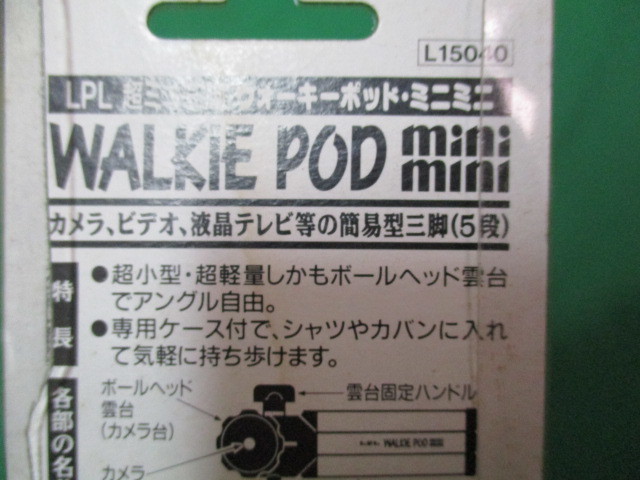 L15040
LPL 超ミニ ウォーキーポッド・ミニミニ
WALKIE POD mini mini
カメラ、ビデオ、液晶テレビ等の簡易型三脚(5段)
特長
●超小型・超軽量しかもボールヘッド雲台
でアングル自由。
●専用ケース付で、シャツやカバンに入れ
て気軽に持ち歩けます。
各部の名
ボールヘッド
雲台
(カメラ台)
雲台固定ハンドル
LPL WALKIE POD
カメラ